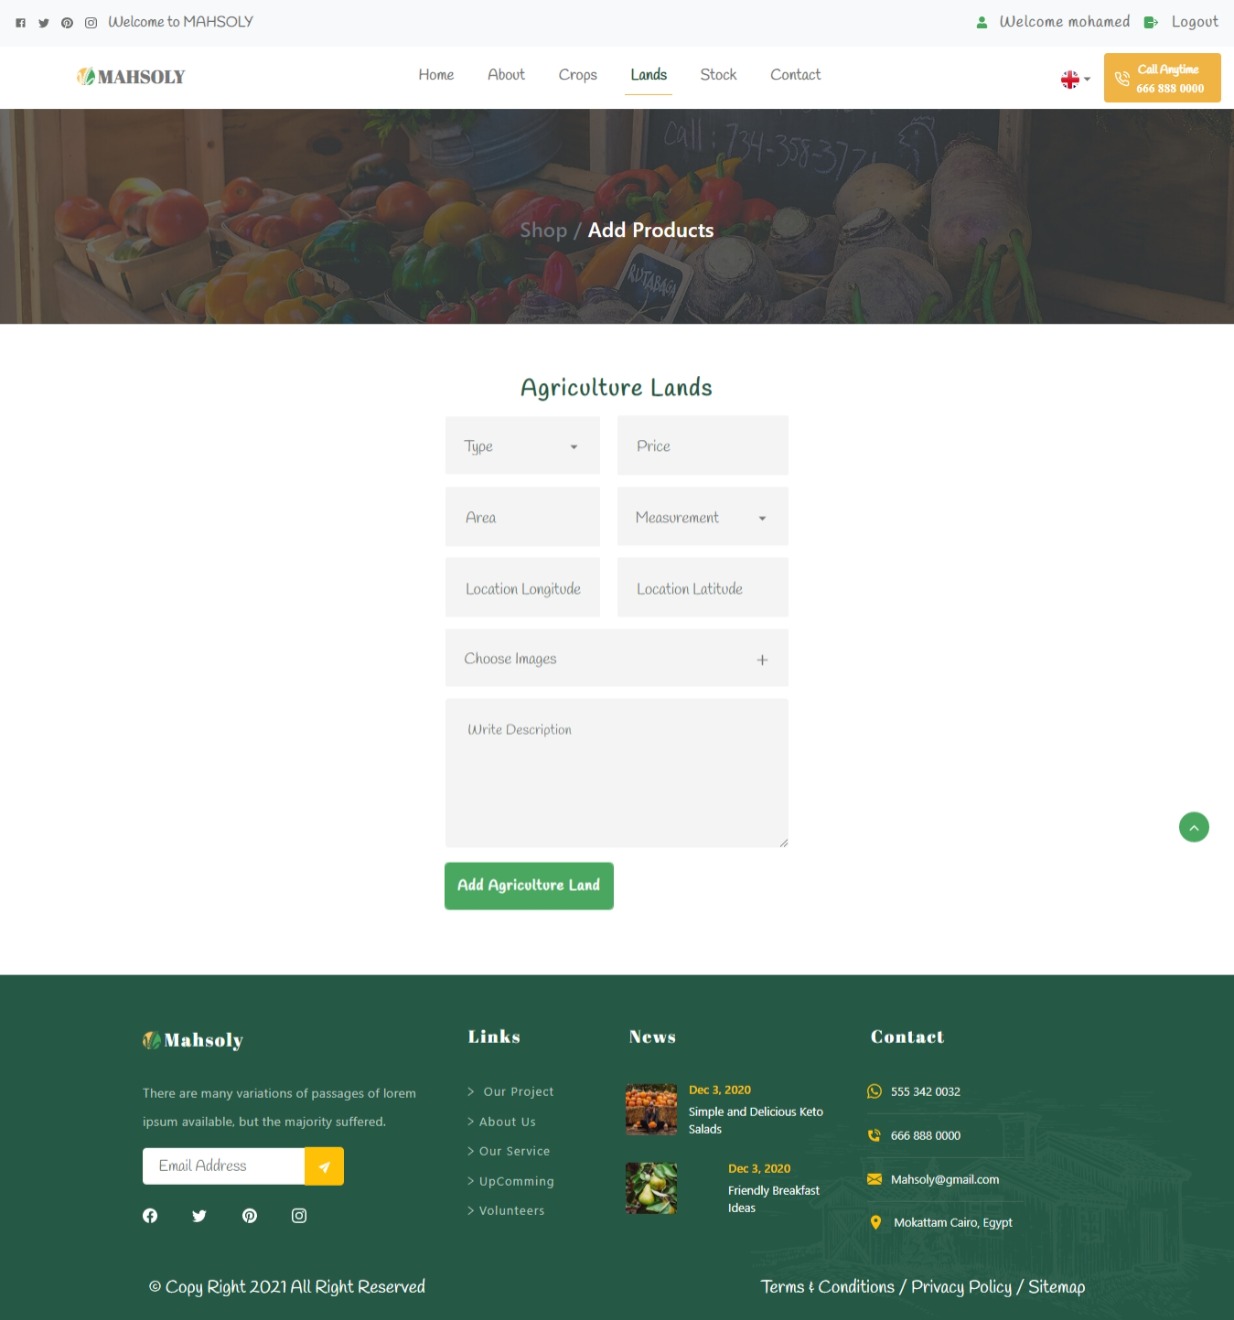 Welcome to MAHSOLY
Welcome mohamed
Logout
MAHSOLY
Home About Crops Lands Stock Contact
Call Anytime
666 888 0000
Call: 734-358-3771
Shop / Add Products
RUTABAGA
Agriculture Lands
Type
Price
Area
Measurement
Location Longitude
Location Latitude
Choose Images
+
Write Description
Add Agriculture Land
Mahsoly
There are many variations of passages of lorem
ipsum available, but the majority suffered.
Email Address
Links
> Our Project
> About Us
> Our Service
> UpComming
> Volunteers
News
Dec 3, 2020
Simple and Delicious Keto
Salads
Dec 3, 2020
Friendly Breakfast
Ideas
Contact
555 342 0032
666 888 0000
Mahsoly@gmail.com
Mokattam Cairo, Egypt
© Copy Right 2021 All Right Reserved
Terms & Conditions / Privacy Policy / Sitemap